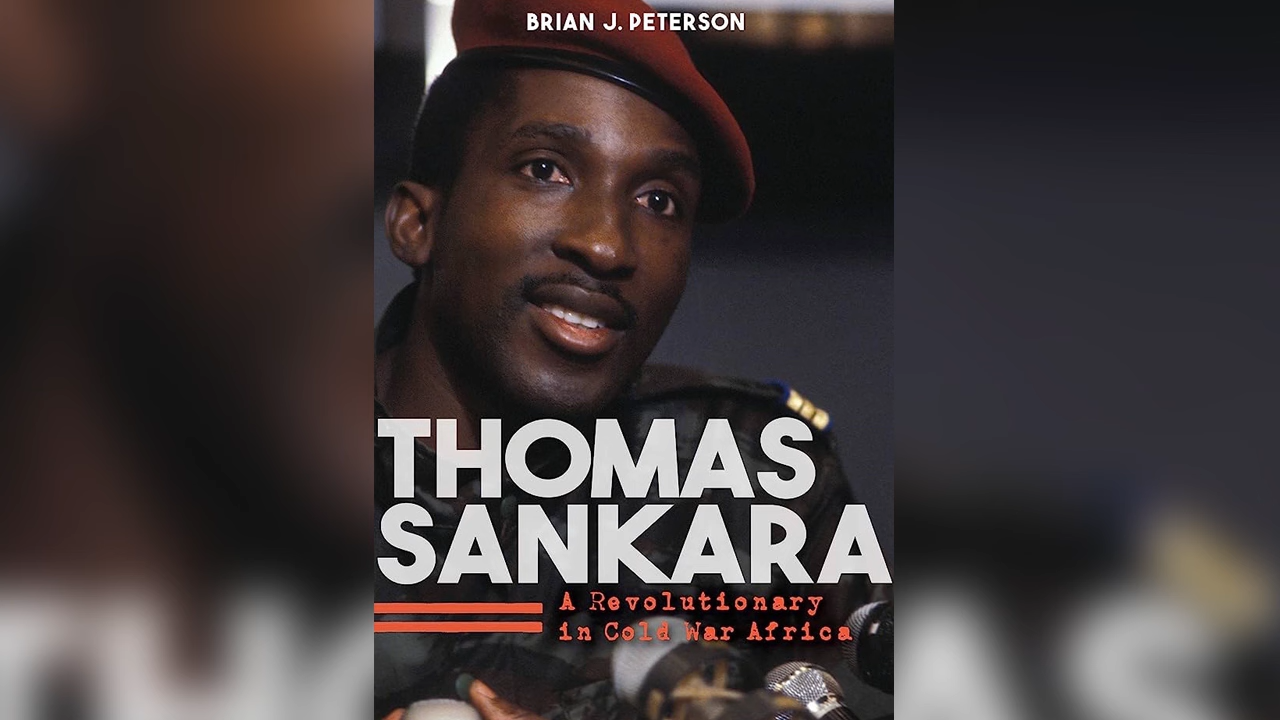 BRIAN J. PETERSON
THOMAS
SANKARA
A Revolutionary
in Cold War Africa